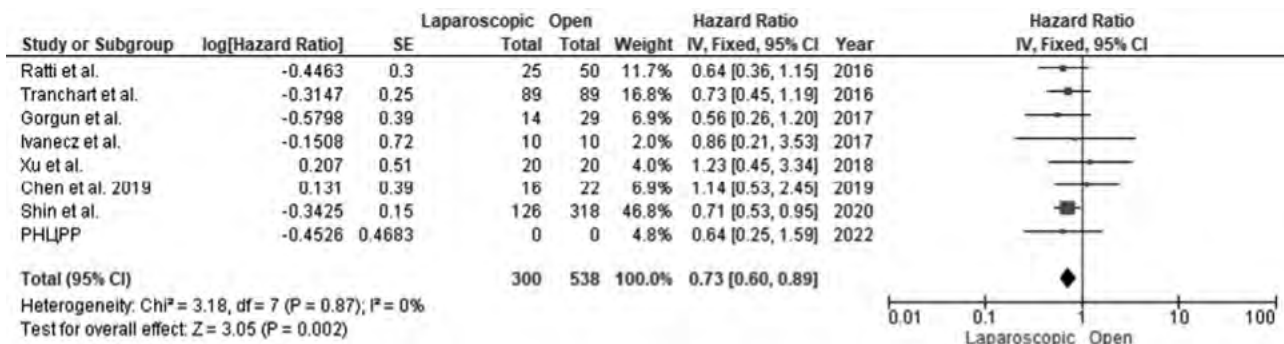 Laparoscopic Open Hazard Ratio Hazard Ratio
Study or Subgroup log[Hazard Ratio] SE Total Total Weight IV, Fixed, 95% CI Year IV, Fixed, 95% CI
Ratti et al. -0.4463 0.3 25 50 11.7% 0.64 [0.36, 1.15] 2016
Tranchart et al. -0.3147 0.25 89 89 16.8% 0.73 [0.45, 1.19] 2016
Gorgun et al. -0.5798 0.39 14 29 6.9% 0.56 [0.26, 1.20] 2017
Ivanecz et al. -0.1508 0.72 10 10 2.0% 0.86 [0.21, 3.53] 2017
Xu et al. 0.207 0.51 20 20 4.0% 1.23 [0.45, 3.34] 2018
Chen et al. 2019 0.131 0.39 16 22 6.9% 1.14 [0.53, 2.45] 2019
Shin et al. -0.3425 0.15 126 318 46.8% 0.71 [0.53, 0.95] 2020
РНЦРР -0.4526 0.4683 0 0 4.8% 0.64 [0.25, 1.59] 2022
Total (95% CI) 300 538 100.0% 0.73 [0.60, 0.89]
Heterogeneity: Chi² = 3.18, df = 7 (P = 0.87); I² = 0%
Test for overall effect: Z = 3.05 (P = 0.002)
0.01 0.1 1 10 100
Laparoscopic Open